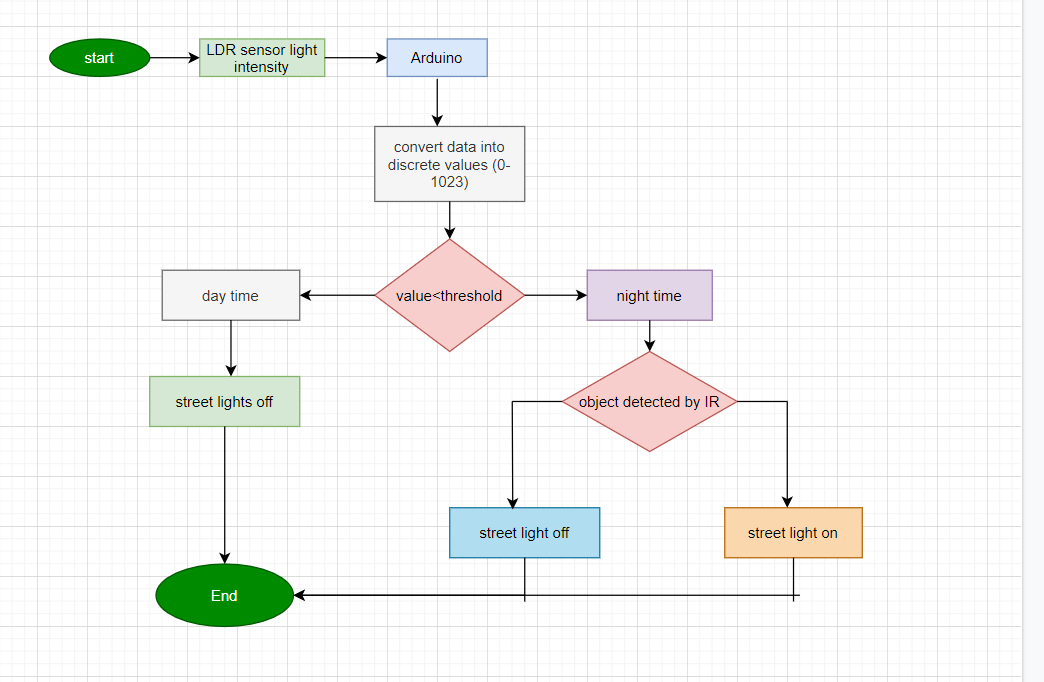 start
LDR sensor light
intensity
Arduino
convert data into
discrete values (0-
1023)
day time
value<threshold
night time
street lights off
object detected by IR
street light off
street light on
End